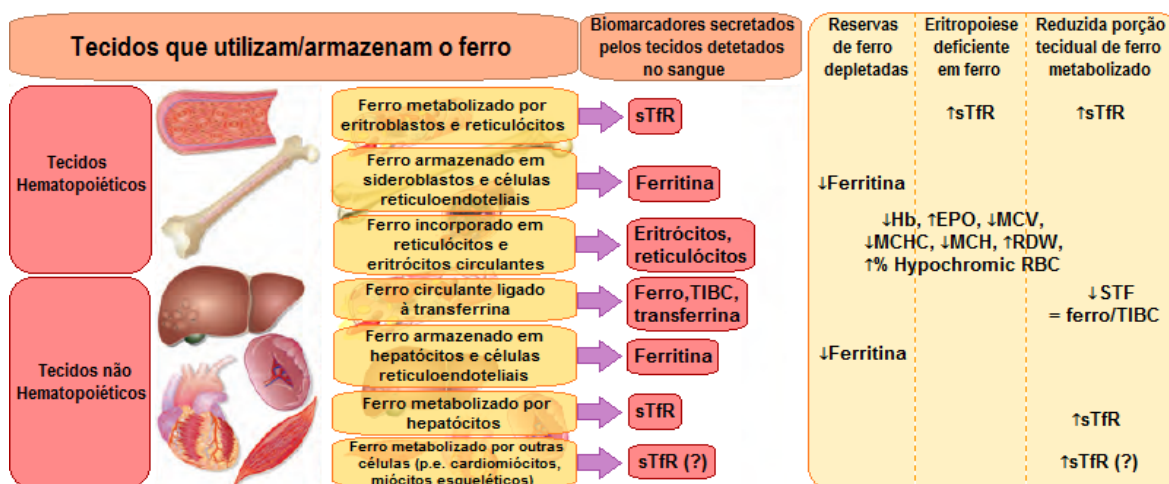 Tecidos que utilizam/armazenam o ferro
Biomarcadores secretados
pelos tecidos detetados
no sangue
Reservas
de ferro
depletadas
Eritropoiese
deficiente
em ferro
Reduzida porção
tecidual de ferro
metabolizado
Tecidos
Hematopoiéticos
Ferro metabolizado por
eritroblastos e reticulócitos
sTfR
↑sTfR
↑sTfR
Ferro armazenado em
sideroblastos e células
reticuloendoteliais
Ferritina
↓Ferritina
Ferro incorporado em
reticulócitos e
eritrócitos circulantes
Eritrócitos,
reticulócitos
↓Hb, ↑EPO, ↓MCV,
↓MCHC, ↓MCH, ↑RDW,
↑% Hypochromic RBC
Tecidos não
Hematopoiéticos
Ferro circulante ligado
à transferrina
Ferro,TIBC,
transferrina
↓STF
= ferro/TIBC
Ferro armazenado em
hepatócitos e células
reticuloendoteliais
Ferritina
↓Ferritina
Ferro metabolizado por
hepatócitos
sTfR
↑sTfR
Ferro metabolizado por outras
células (p.e. cardiomiócitos,
miócitos esqueléticos)
sTfR (?)
↑sTfR (?)